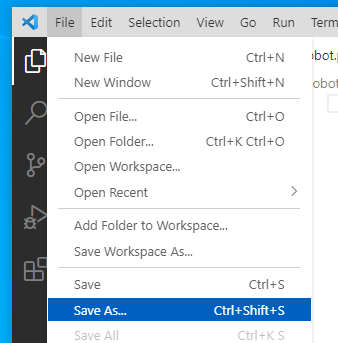 File Edit Selection View Go Run Term
New File Ctrl+N
New Window Ctrl+Shift+N
Open File... Ctrl+O
Open Folder... Ctrl+K Ctrl+O
Open Workspace...
Open Recent
Add Folder to Workspace...
Save Workspace As...
Save Ctrl+S
Save As... Ctrl+Shift+S
Save All Ctrl+K S
obot.p
obot